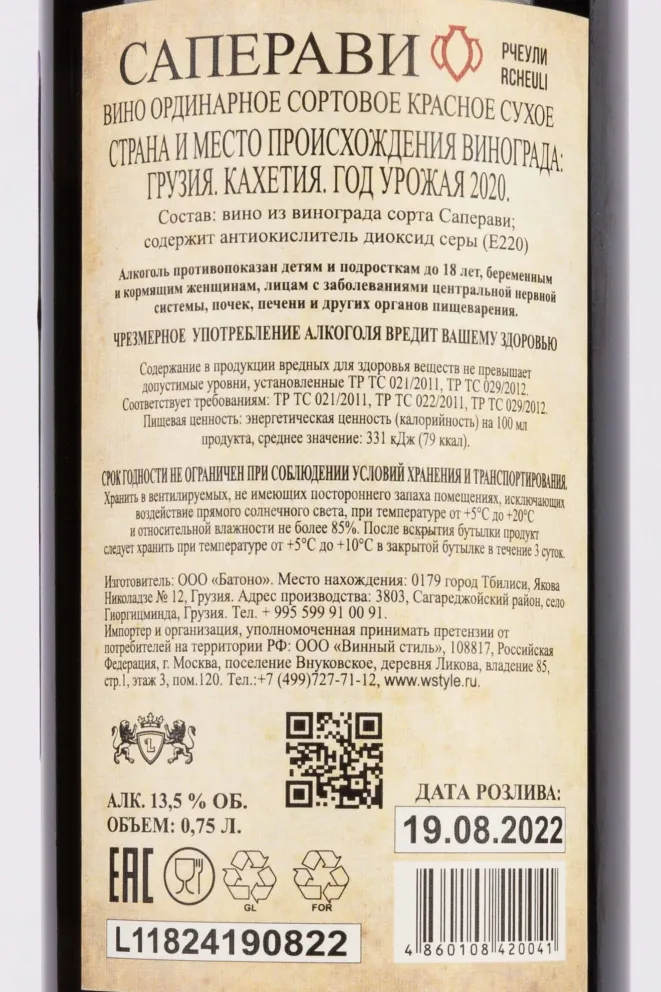 САПЕРАВИ
РЧЕУЛИ
RCHEULI
ВИНО ОРДИНАРНОЕ СОРТОВОЕ КРАСНОЕ СУХОЕ
СТРАНА И МЕСТО ПРОИСХОЖДЕНИЯ ВИНОГРАДА:
ГРУЗИЯ. КАХЕТИЯ. ГОД УРОЖАЯ 2020.
Состав: вино из винограда сорта Саперави;
содержит антиокислитель диоксид серы (Е220)
Алкоголь противопоказан детям и подросткам до 18 лет, беременным
и кормящим женщинам, лицам с заболеваниями центральной нервной
системы, почек, печени и других органов пищеварения.
ЧРЕЗМЕРНОЕ УПОТРЕБЛЕНИЕ АЛКОГОЛЯ ВРЕДИТ ВАШЕМУ ЗДОРОВЬЮ
Содержание в продукции вредных для здоровья веществ не превышает
допустимые уровни, установленные ТР ТС 021/2011, ТР ТС 029/2012.
Соответствует требованиям: ТР ТС 021/2011, ТР ТС 022/2011, ТР ТС 029/2012.
Пищевая ценность: энергетическая ценность (калорийность) на 100 мл
продукта, среднее значение: 331 кДж (79 ккал).
СРОК ГОДНОСТИ НЕ ОГРАНИЧЕН ПРИ СОБЛЮДЕНИИ УСЛОВИЙ ХРАНЕНИЯ И ТРАНСПОРТИРОВАНИЯ.
Хранить в вентилируемых, не имеющих постороннего запаха помещениях, исключающих
воздействие прямого солнечного света, при температуре от +5°С до +20°С
и относительной влажности не более 85%. После вскрытия бутылки продукт
следует хранить при температуре от +5°С до +10°С в закрытой бутылке в течение 3 суток.
Изготовитель: ООО «Батоно». Место нахождения: 0179 город Тбилиси, Якова
Николадзе № 12, Грузия. Адрес производства: 3803, Сагареджойский район, село
Гиоргицминда, Грузия. Тел. + 995 599 91 00 91.
Импортер и организация, уполномоченная принимать претензии от
потребителей на территории РФ: ООО «Винный стиль», 108817, Российская
Федерация, г. Москва, поселение Внуковское, деревня Ликова, владение 85,
стр.1, этаж 3, пом.120. Тел.:+7 (499)727-71-12, www.wstyle.ru.
L
АЛК. 13,5 % ОБ.
ОБЪЕМ: 0,75 Л.
ДАТА РОЗЛИВА:
19.08.2022
EAC
GL
FOR
L11824190822
4 860108 420041